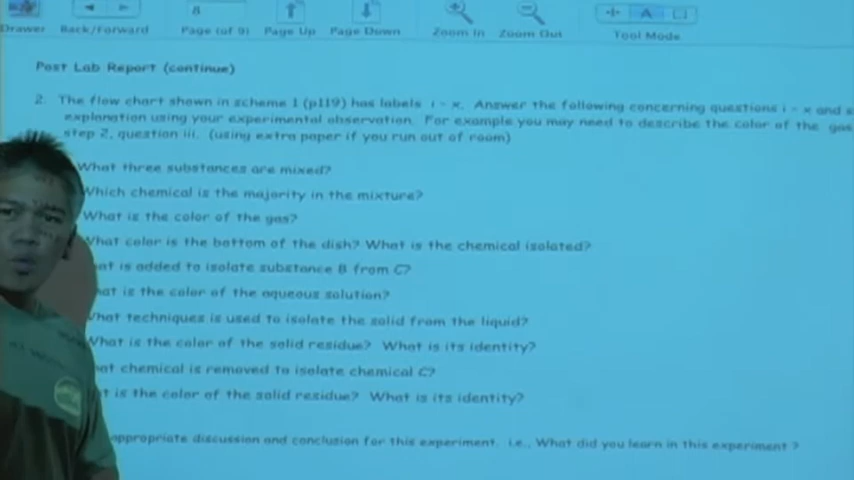 8
Drawer Back/Forward Page (of 9) Page Up Page Down Zoom In Zoom Out Tool Mode
Post Lab Report (continue)
2. The flow chart shown in scheme 1 (p119) has labels i - x. Answer the following concerning questions i - x and
explanation using your experimental observation. For example you may need to describe the color of the gas
step 2, question iii. (using extra paper if you run out of room)
What three substances are mixed?
Which chemical is the majority in the mixture?
What is the color of the gas?
What color is the bottom of the dish? What is the chemical isolated?
is added to isolate substance B from C?
is the color of the aqueous solution?
What techniques is used to isolate the solid from the liquid?
What is the color of the solid residue? What is its identity?
chemical is removed to isolate chemical C?
is the color of the solid residue? What is its identity?
appropriate discussion and conclusion for this experiment. i.e., What did you learn in this experiment ?